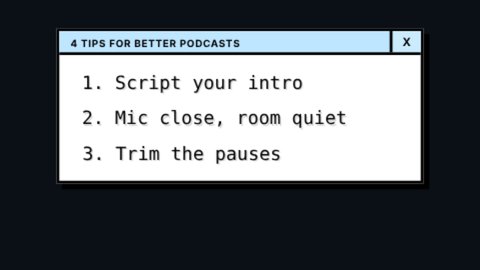 4 TIPS FOR BETTER PODCASTS
X
1. Script your intro
2. Mic close, room quiet
3. Trim the pauses